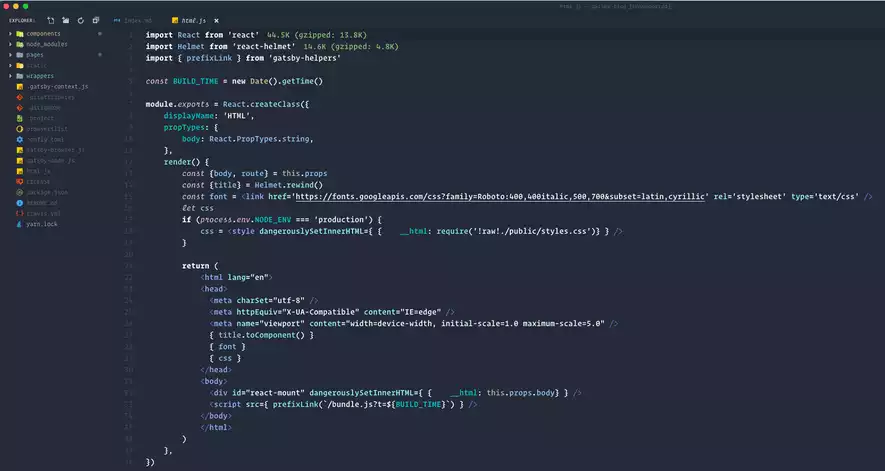 EXPLORER:
index.md
html.js
components
node_modules
pages
static
wrappers
.gatsby-context.js
.gitattributes
.gitignore
.project
browserslist
config.toml
gatsby-browser.js
gatsby-node.js
html.js
license
package.json
README.md
yarn.lock
import React from 'react' 44.5K (gzipped: 13.8K)
import Helmet from 'react-helmet' 14.6K (gzipped: 4.8K)
import { prefixLink } from 'gatsby-helpers'
const BUILD_TIME = new Date().getTime()
module.exports = React.createClass({
displayName: 'HTML',
propTypes: {
body: React.PropTypes.string,
},
render() {
const {body, route} = this.props
const {title} = Helmet.rewind()
const font = <link href='https://fonts.googleapis.com/css?family=Roboto:400,400italic,500,700&subset=latin,cyrillic' rel='stylesheet' type='text/css' />
let css
if (process.env.NODE_ENV === 'production') {
css = <style dangerouslySetInnerHTML={ { __html: require('!raw!./public/styles.css')} } />
}
return (
<html lang="en">
<head>
<meta charSet="utf-8" />
<meta httpEquiv="X-UA-Compatible" content="IE=edge" />
<meta name="viewport" content="width=device-width, initial-scale=1.0 maximum-scale=5.0" />
{ title.toComponent() }
{ font }
{ css }
</head>
<body>
<div id="react-mount" dangerouslySetInnerHTML={ { __html: this.props.body} } />
<script src={ prefixLink(`/bundle.js?t=${BUILD_TIME}`) } />
</body>
</html>
)
},
})